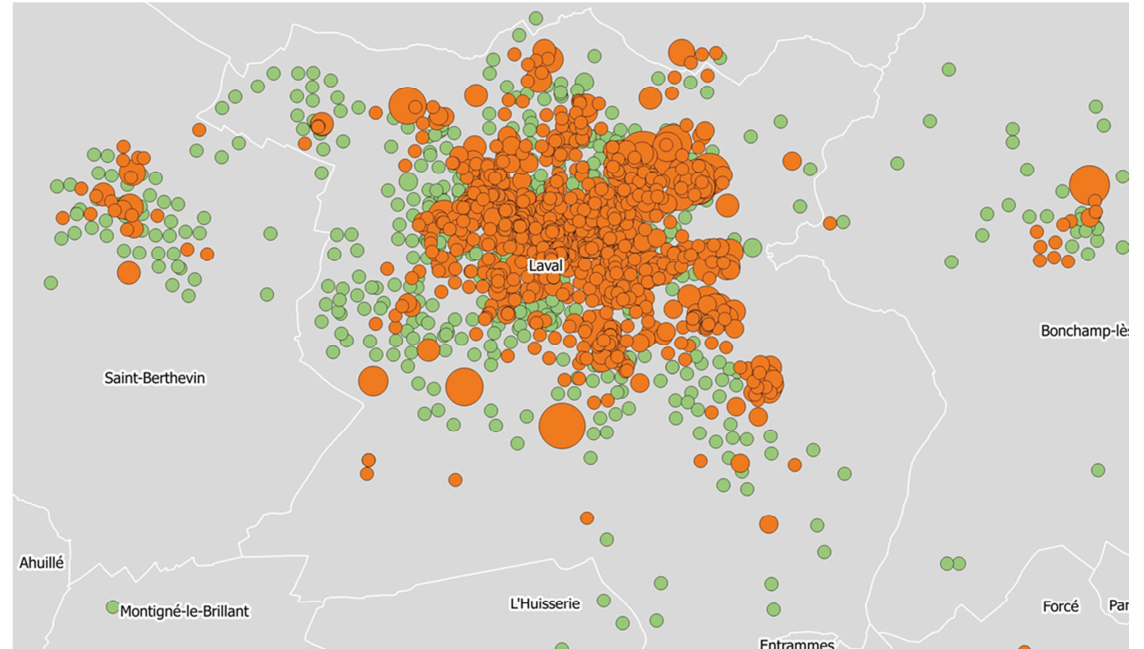 Laval
Bonchamp-lès
Saint-Berthevin
Ahuillé
Montigné-le-Brillant
L'Huisserie
Forcé
Par
Entrammes